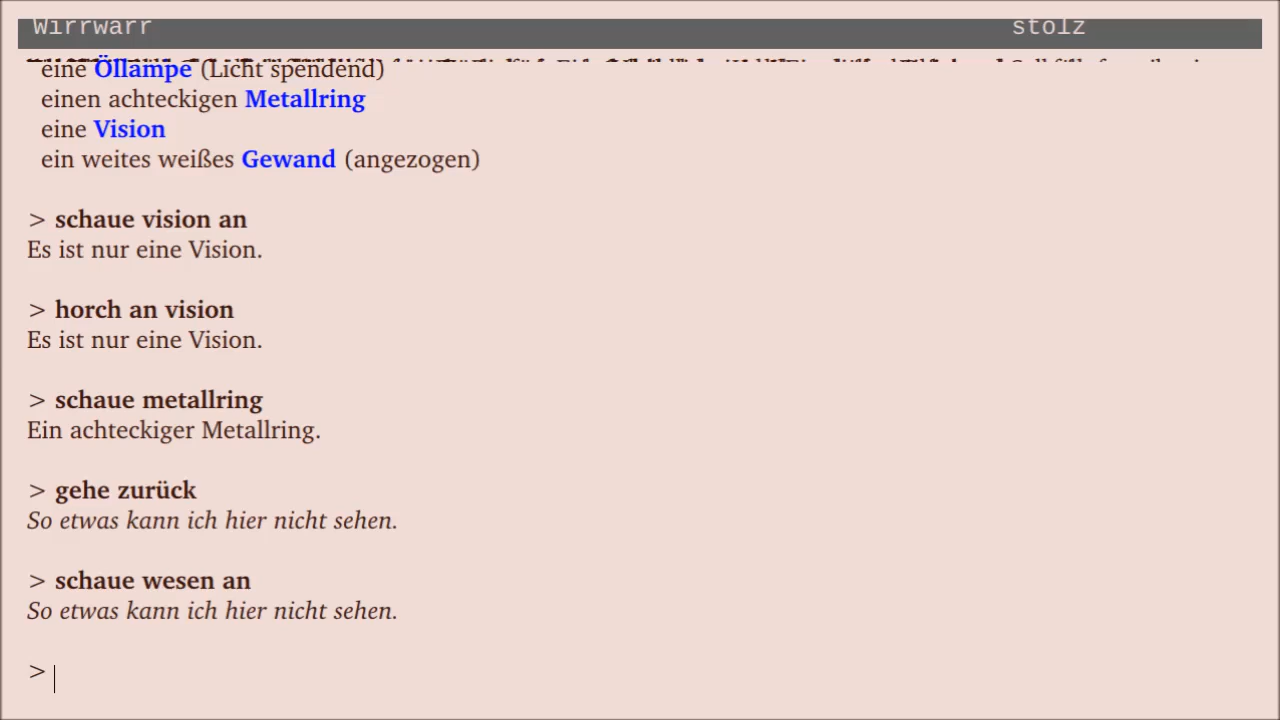 Wirrwarr stolz
eine Öllampe (Licht spendend)
einen achteckigen Metallring
eine Vision
ein weites weißes Gewand (angezogen)
> schaue vision an
Es ist nur eine Vision.
> horch an vision
Es ist nur eine Vision.
> schaue metallring
Ein achteckiger Metallring.
> gehe zurück
So etwas kann ich hier nicht sehen.
> schaue wesen an
So etwas kann ich hier nicht sehen.
>